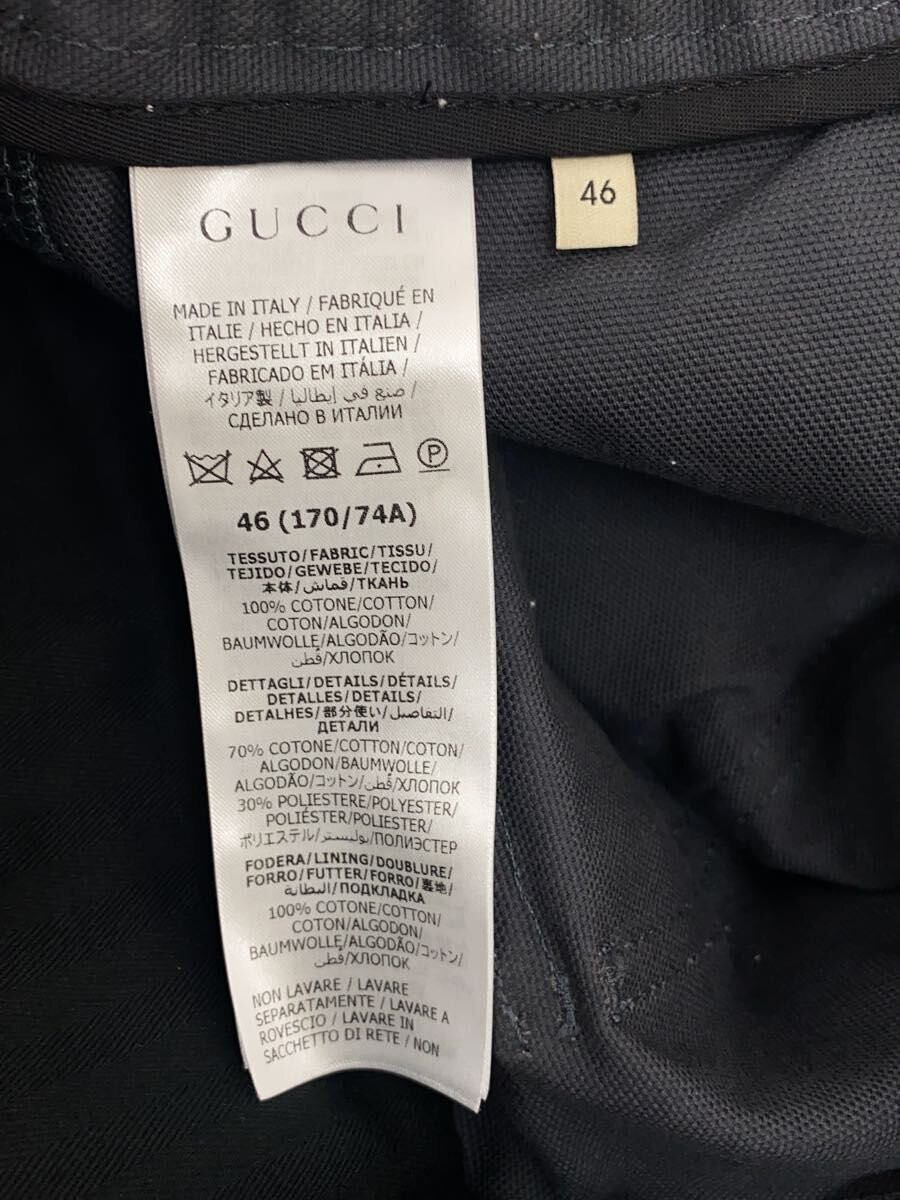 GUCCI
46
MADE IN ITALY / FABRIQUÉ EN
ITALIE / HECHO EN ITALIA /
HERGESTELLT IN ITALIEN /
FABRICADO EM ITÁLIA /
イタリア製 / صنع في إيطاليا /
СДЕЛАНО В ИТАЛИИ
P
46 (170/74A)
TESSUTO/FABRIC/TISSU/
TEJIDO/GEWEBE/TECIDO/
本体/قماش/ТКАНЬ
100% COTONE/COTTON/
COTON/ALGODON/
BAUMWOLLE/ALGODÃO/コットン/
قطن/ХЛОПОК
DETTAGLI/DETAILS/DÉTAILS/
DETALLES/DETAILS/
DETALHES/部分使い/التفاصيل/
ДЕТАЛИ
70% COTONE/COTTON/COTON/
ALGODON/BAUMWOLLE/
ALGODÃO/コットン/قطن/ХЛОПОК
30% POLIESTERE/POLYESTER/
POLIÉSTER/POLIESTER/
ポリエステル/بوليستر/ПОЛИЭСТЕР
FODERA/LINING/DOUBLURE/
FORRO/FUTTER/FORRO/裏地/
البطانة/ПОДКЛАДКА
100% COTONE/COTTON/
COTON/ALGODON/
BAUMWOLLE/ALGODÃO/コットン/
قطن/ХЛОПОК
NON LAVARE / LAVARE
SEPARATAMENTE / LAVARE A
ROVESCIO / LAVARE IN
SACCHETTO DI RETE / NON